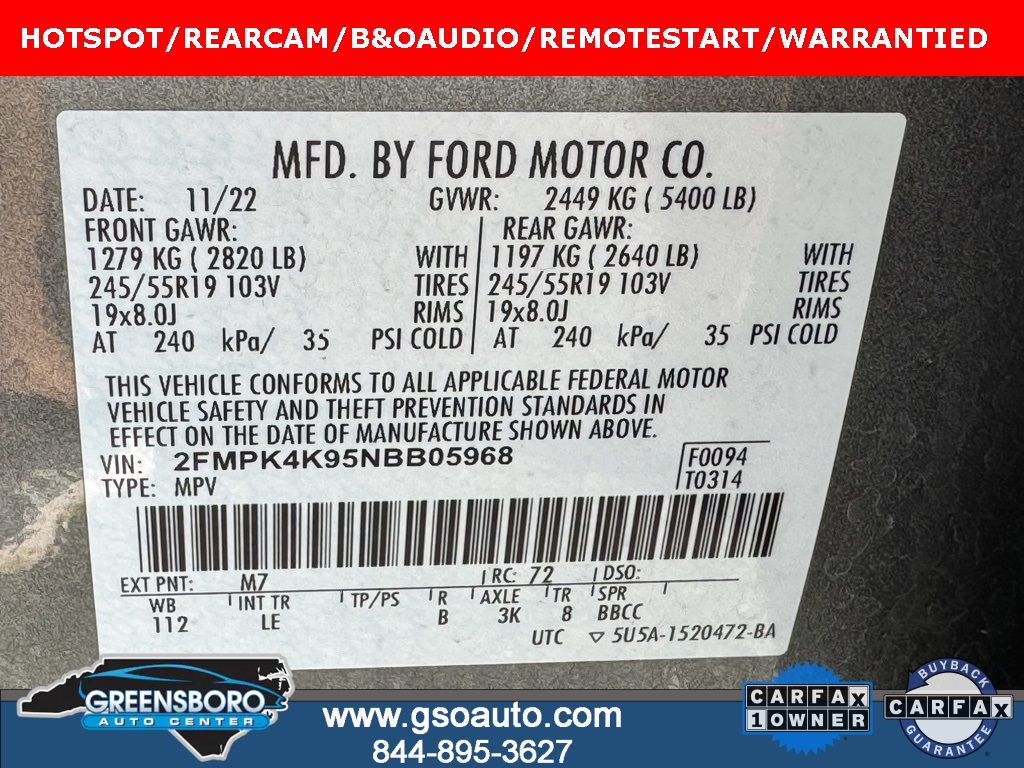 HOTSPOT/REARCAM/B&OAUDIO/REMOTESTART/WARRANTIED
MFD. BY FORD MOTOR CO.
DATE: 11/22 GVWR: 2449 KG ( 5400 LB)
FRONT GAWR: REAR GAWR:
1279 KG ( 2820 LB) WITH 1197 KG ( 2640 LB) WITH
245/55R19 103V TIRES 245/55R19 103V TIRES
19x8.0J RIMS 19x8.0J RIMS
AT 240 kPa/ 35 PSI COLD AT 240 kPa/ 35 PSI COLD
THIS VEHICLE CONFORMS TO ALL APPLICABLE FEDERAL MOTOR
VEHICLE SAFETY AND THEFT PREVENTION STANDARDS IN
EFFECT ON THE DATE OF MANUFACTURE SHOWN ABOVE.
VIN: 2FMPK4K95NBB05968 F0094
TYPE: MPV T0314
EXT PNT: M7 RC: 72 DSO:
WB INT TR TP/PS R AXLE TR SPR
112 LE B 3K 8 BBCC
UTC ▽ 5U5A-1520472-BA
GREENSBORO
AUTO CENTER
www.gsoauto.com
844-895-3627
CARFAX
1 OWNER
BUYBACK
CARFAX
GUARANTEE